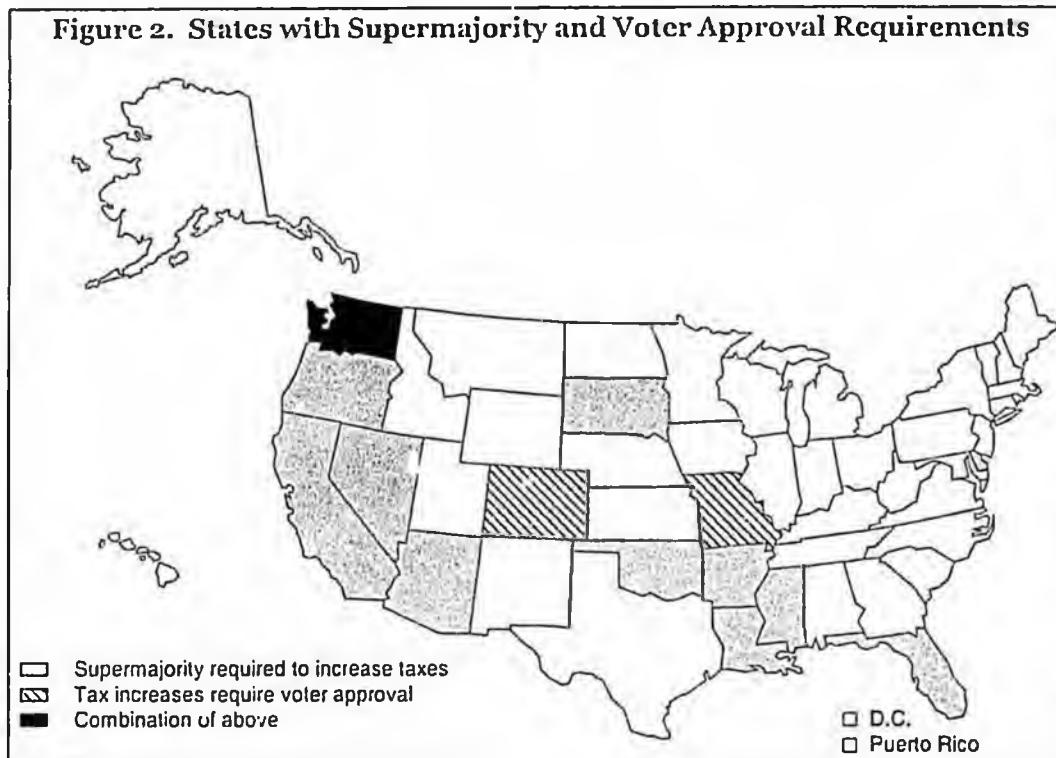 Figure 2. States with Supermajority and Voter Approval Requirements
Supermajority required to increase taxes
Tax increases require voter approval
Combination of above
D.C.
Puerto Rico